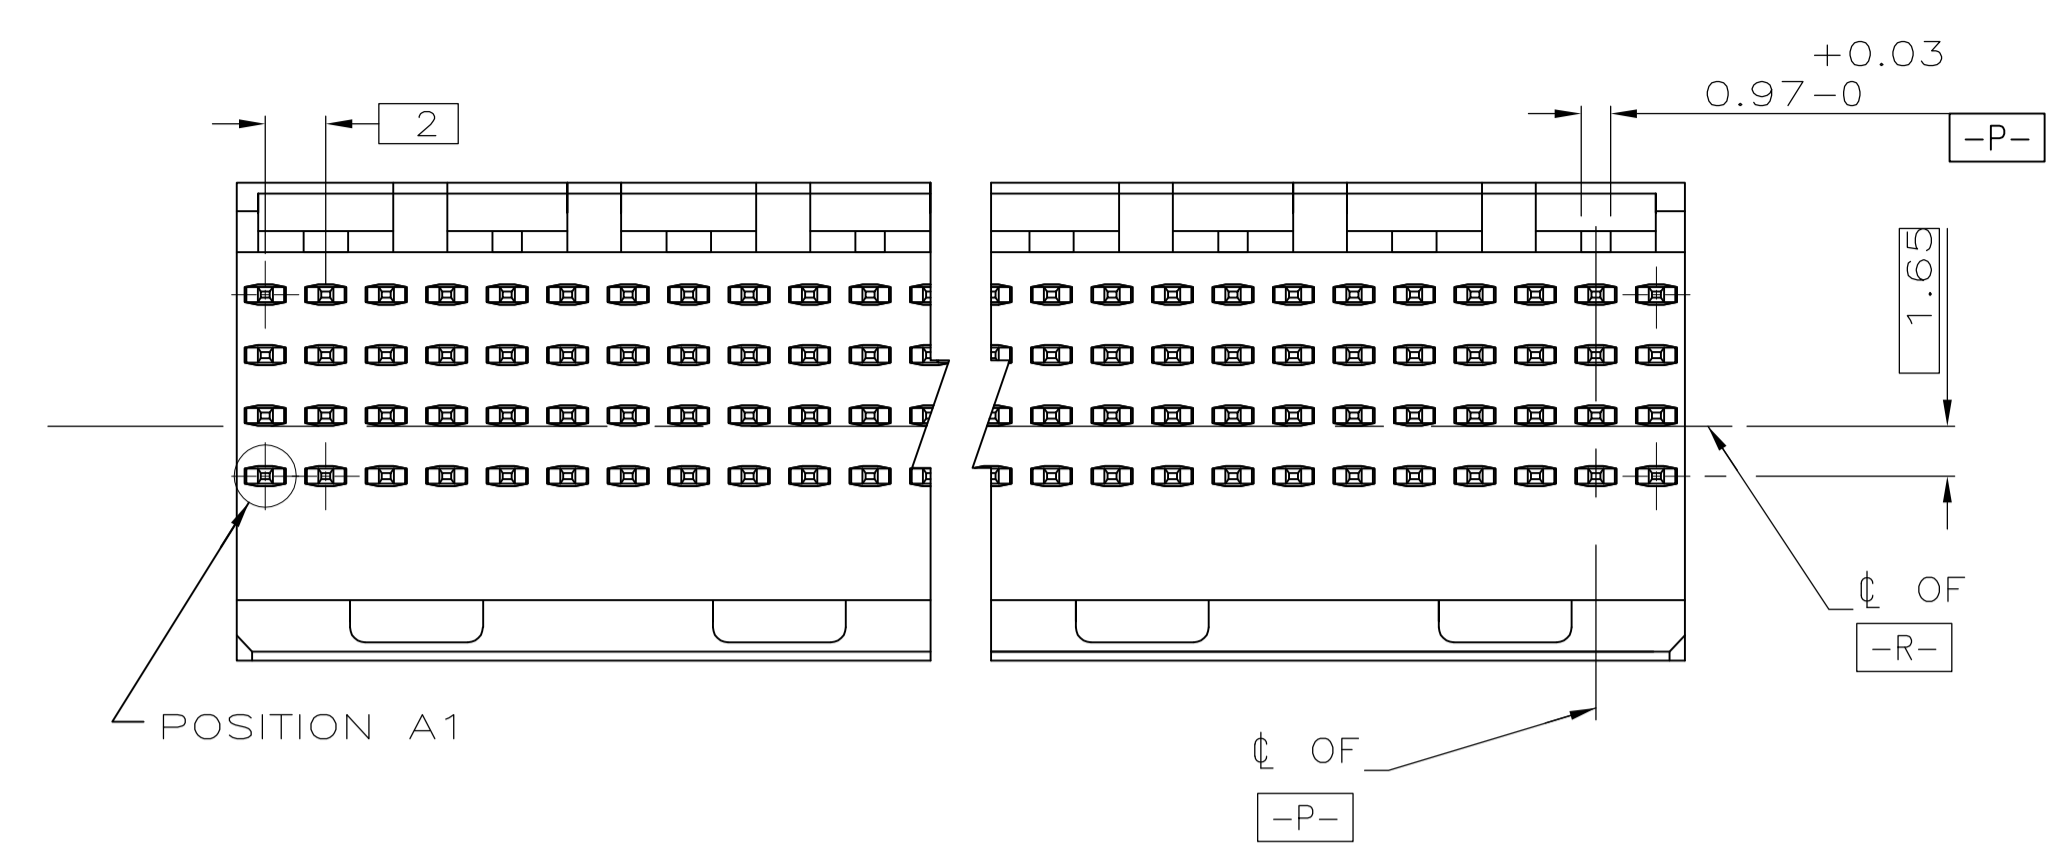 +0.03
0.97-0
-P-
2
1.65
℄ OF
-R-
POSITION A1
℄ OF
-P-